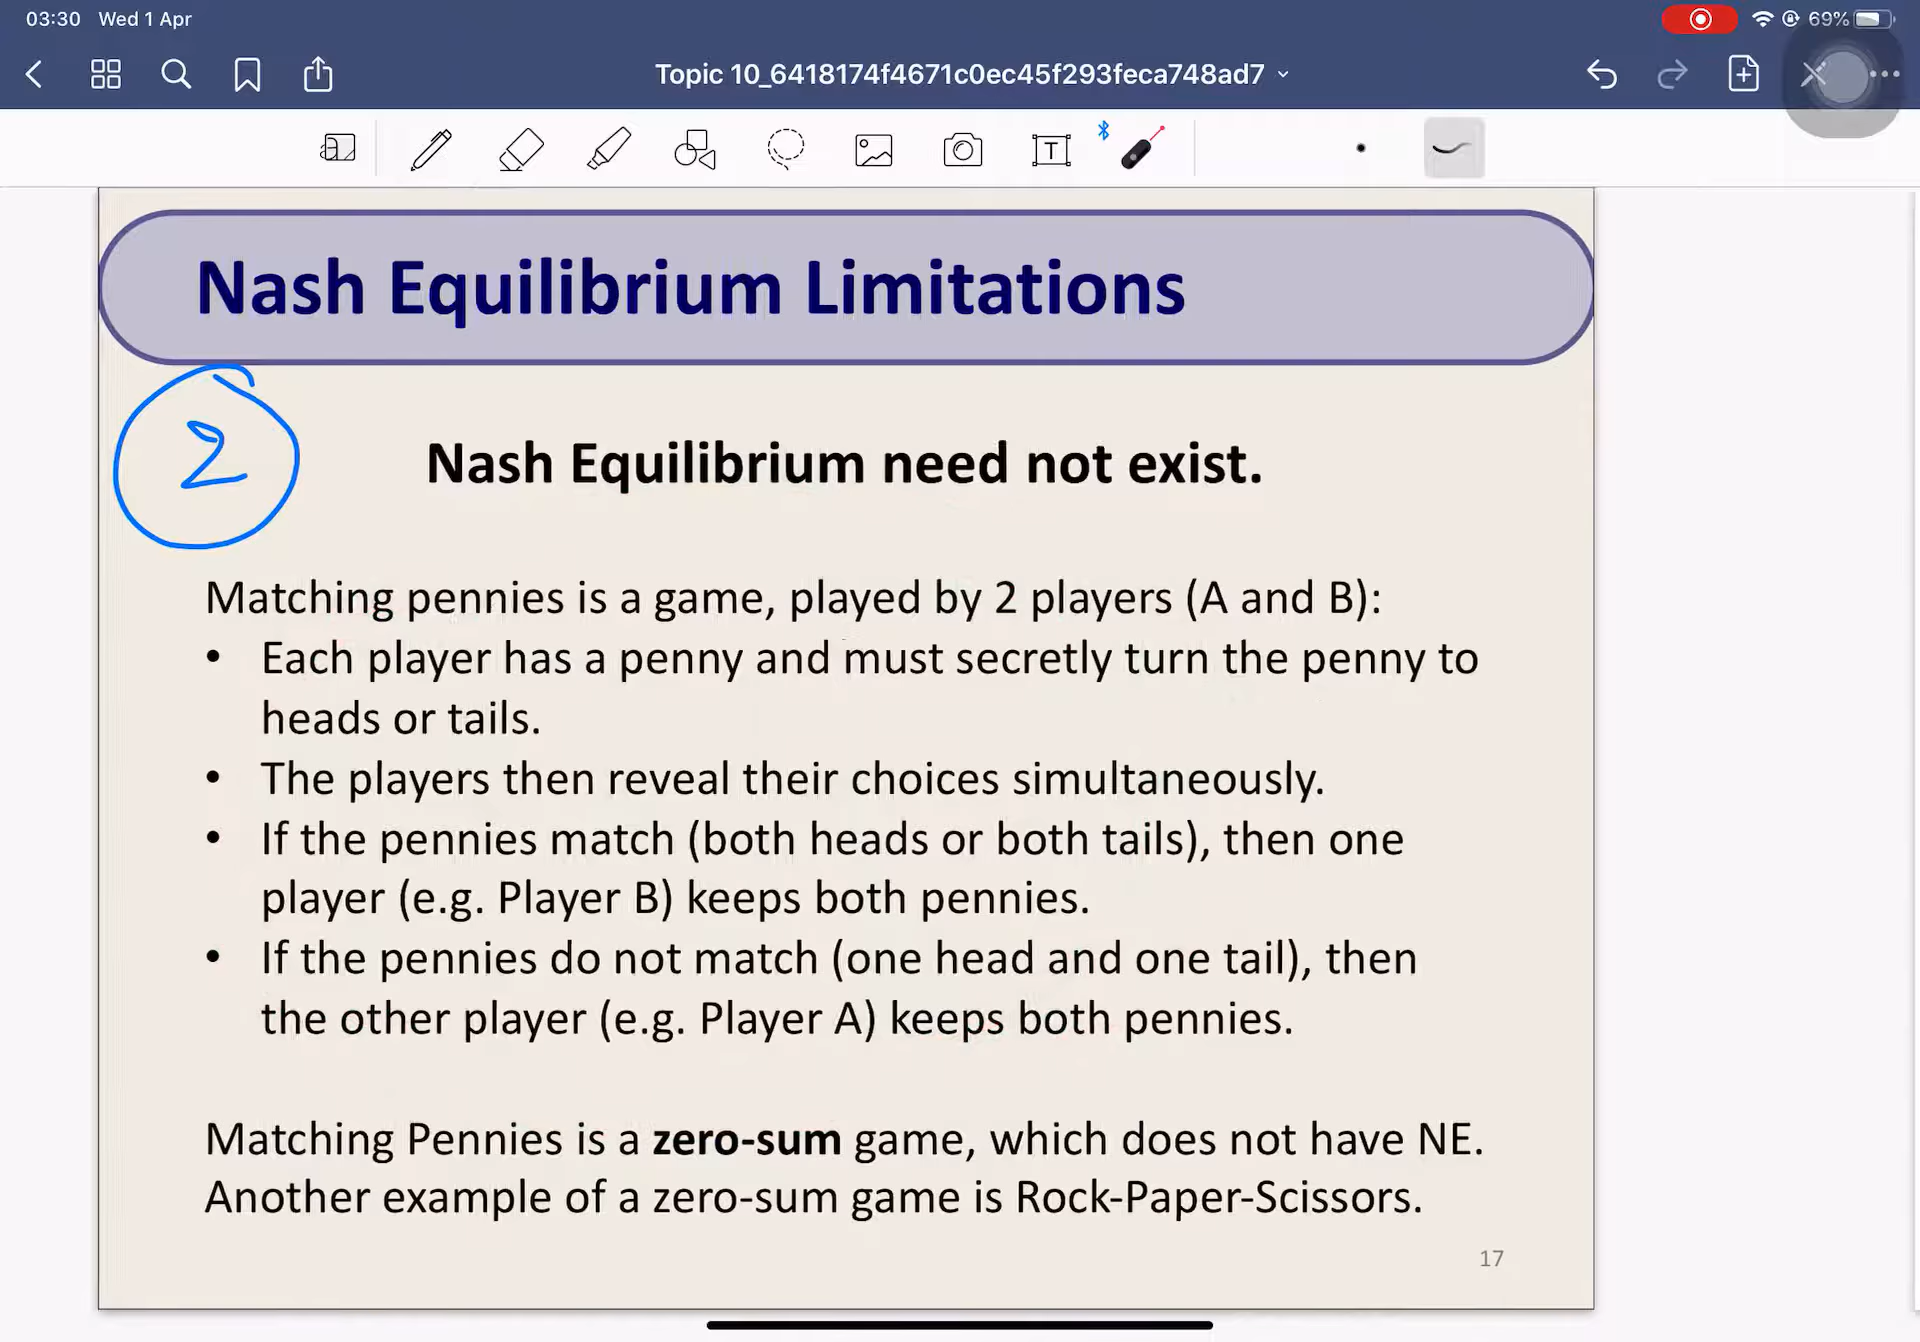 03:30 Wed 1 Apr
69%
Topic 10_6418174f4671c0ec45f293feca748ad7
a
T
Nash Equilibrium Limitations
2
Nash Equilibrium need not exist.
Matching pennies is a game, played by 2 players (A and B):
• Each player has a penny and must secretly turn the penny to
heads or tails.
• The players then reveal their choices simultaneously.
• If the pennies match (both heads or both tails), then one
player (e.g. Player B) keeps both pennies.
• If the pennies do not match (one head and one tail), then
the other player (e.g. Player A) keeps both pennies.
Matching Pennies is a zero-sum game, which does not have NE.
Another example of a zero-sum game is Rock-Paper-Scissors.
17